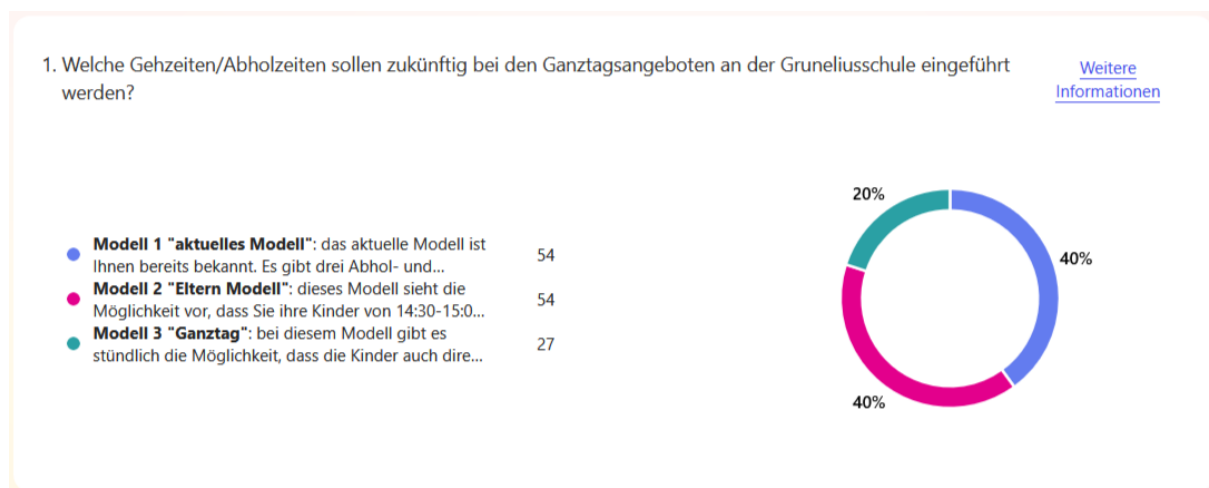 1. Welche Gehzeiten/Abholzeiten sollen zukünftig bei den Ganztagsangeboten an der Gruneliusschule eingeführt
werden?
Weitere
Informationen
Modell 1 "aktuelles Modell": das aktuelle Modell ist
Ihnen bereits bekannt. Es gibt drei Abhol- und...
54
Modell 2 "Eltern Modell": dieses Modell sieht die
Möglichkeit vor, dass Sie ihre Kinder von 14:30-15:0...
54
Modell 3 "Ganztag": bei diesem Modell gibt es
stündlich die Möglichkeit, dass die Kinder auch dire...
27
20%
40%
40%